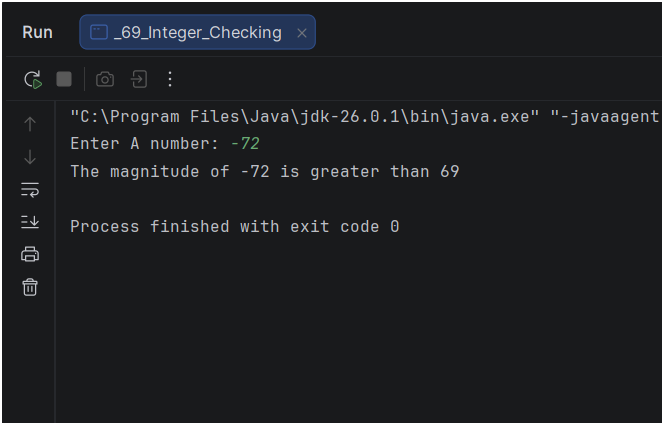 Run _69_Integer_Checking
"C:\Program Files\Java\jdk-26.0.1\bin\java.exe" "-javaagent
Enter A number: -72
The magnitude of -72 is greater than 69
Process finished with exit code 0